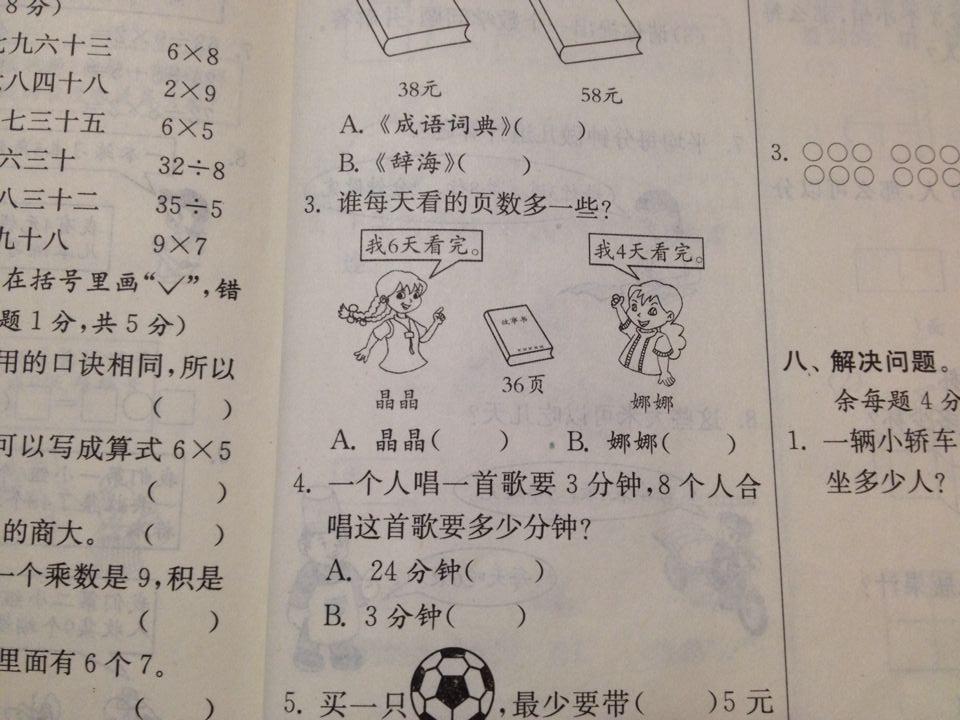 8分)
七九六十三 6×8
六八四十八 2×9
七三十五 6×5
六三十 32÷8
八三十二 35÷5
九十八 9×7
在括号里画“✓”,错
题1分,共5分)
用的口诀相同,所以
( )
可以写成算式6×5
( )
的商大。 ( )
一个乘数是9,积是
( )
里面有6个7。
( )
38元 58元
A.《成语词典》( )
B.《辞海》( )
3. 谁每天看的页数多一些?
我6天看完。 我4天看完。
故事书
36页
晶晶 娜娜
A. 晶晶( ) B. 娜娜( )
4. 一个人唱一首歌要3分钟,8个人合
唱这首歌要多少分钟?
A. 24分钟( )
B. 3分钟( )
5. 买一只 ,最少要带( )5元
3. ○○○ ○○○
○○○ ○○○
八、解决问题。
余每题4分
1. 一辆小轿车
坐多少人?